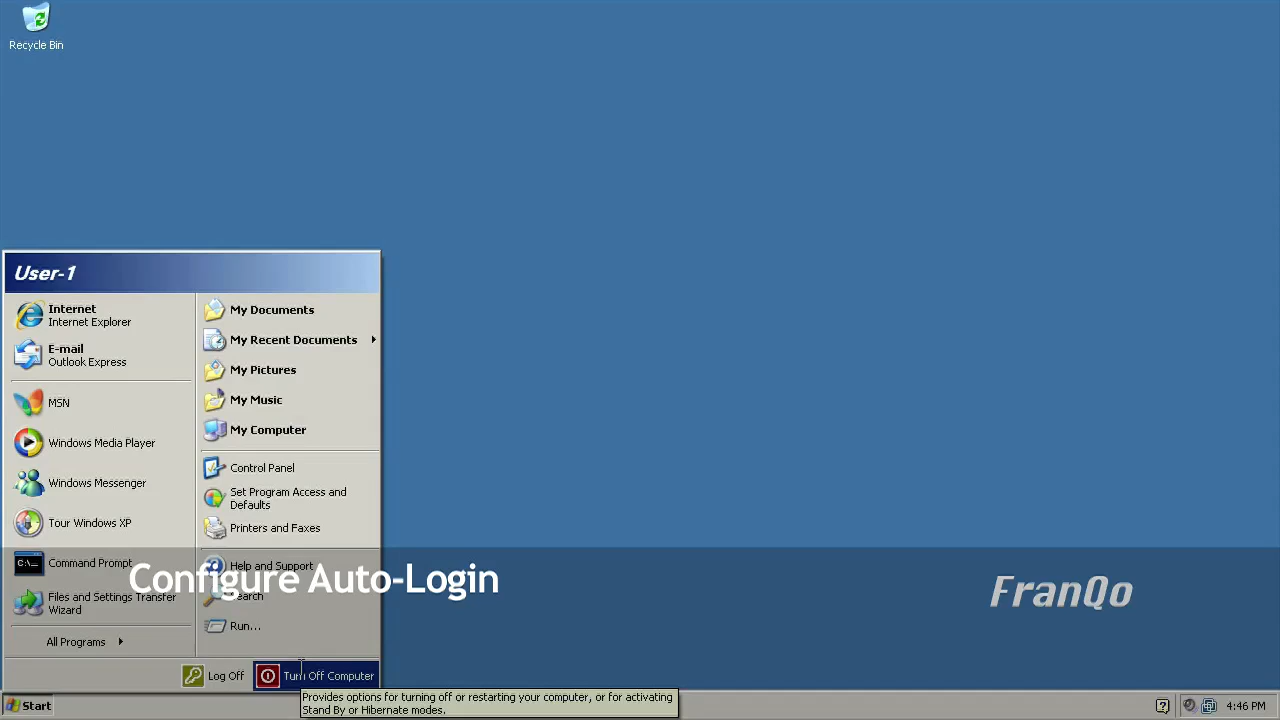 Recycle Bin
User-1
Internet
Internet Explorer
E-mail
Outlook Express
MSN
Windows Media Player
Windows Messenger
Tour Windows XP
Command Prompt
Files and Settings Transfer
Wizard
All Programs
My Documents
My Recent Documents
My Pictures
My Music
My Computer
Control Panel
Set Program Access and
Defaults
Printers and Faxes
Help and Support
Search
Run...
Configure Auto-Login
FranQo
Log Off
Turn Off Computer
Provides options for turning off or restarting your computer, or for activating
Stand By or Hibernate modes.
Start
4:46 PM